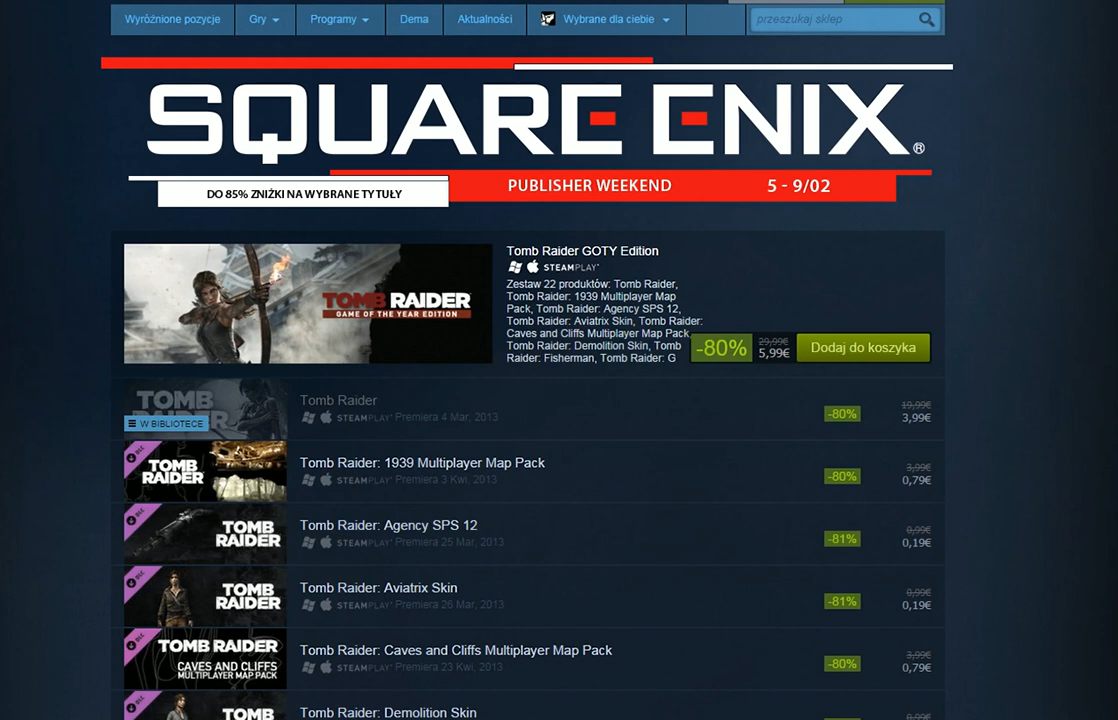 Wyróżnione pozycje
Gry
Programy
Dema
Aktualności
Wybrane dla ciebie
przeszukaj sklep
SQUARE ENIX®
DO 85% ZNIŻKI NA WYBRANE TYTUŁY
PUBLISHER WEEKEND 5 - 9/02
TOMB RAIDER
GAME OF THE YEAR EDITION
Tomb Raider GOTY Edition
STEAMPLAY
Zestaw 22 produktów: Tomb Raider,
Tomb Raider: 1939 Multiplayer Map
Pack, Tomb Raider: Agency SPS 12,
Tomb Raider: Aviatrix Skin, Tomb Raider:
Caves and Cliffs Multiplayer Map Pack,
Tomb Raider: Demolition Skin, Tomb
Raider: Fisherman, Tomb Raider: G
-80%
29,99€
5,99€
Dodaj do koszyka
TOMB RAIDER
W BIBLIOTECE
Tomb Raider
STEAMPLAY Premiera 4 Mar, 2013
-80%
19,99€
3,99€
DLC
TOMB RAIDER
Tomb Raider: 1939 Multiplayer Map Pack
STEAMPLAY Premiera 3 Kwi, 2013
-80%
3,99€
0,79€
DLC
TOMB RAIDER
Tomb Raider: Agency SPS 12
STEAMPLAY Premiera 25 Mar, 2013
-81%
0,99€
0,19€
DLC
TOMB RAIDER
Tomb Raider: Aviatrix Skin
STEAMPLAY Premiera 26 Mar, 2013
-81%
0,99€
0,19€
DLC
TOMB RAIDER
CAVES AND CLIFFS
MULTIPLAYER MAP PACK
Tomb Raider: Caves and Cliffs Multiplayer Map Pack
STEAMPLAY Premiera 23 Kwi, 2013
-80%
3,99€
0,79€
DLC
TOMB
Tomb Raider: Demolition Skin
0,99€